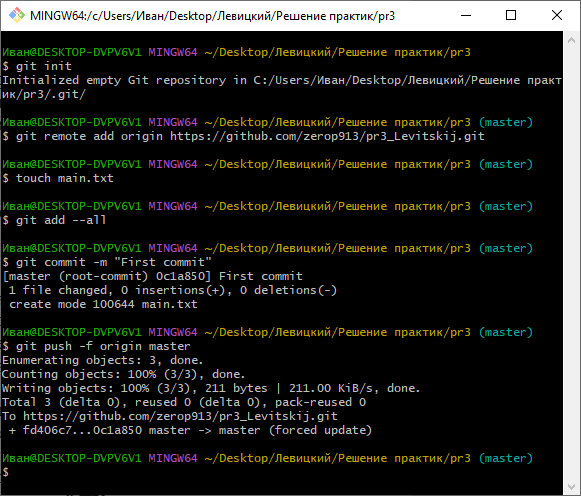 MINGW64:/c/Users/Иван/Desktop/Левицкий/Решение практик/pr3
Иван@DESKTOP-DVPV6V1 MINGW64 ~/Desktop/Левицкий/Решение практик/pr3
$ git init
Initialized empty Git repository in C:/Users/Иван/Desktop/Левицкий/Решение практ
ик/pr3/.git/
Иван@DESKTOP-DVPV6V1 MINGW64 ~/Desktop/Левицкий/Решение практик/pr3 (master)
$ git remote add origin https://github.com/zerop913/pr3_Levitskij.git
Иван@DESKTOP-DVPV6V1 MINGW64 ~/Desktop/Левицкий/Решение практик/pr3 (master)
$ touch main.txt
Иван@DESKTOP-DVPV6V1 MINGW64 ~/Desktop/Левицкий/Решение практик/pr3 (master)
$ git add --all
Иван@DESKTOP-DVPV6V1 MINGW64 ~/Desktop/Левицкий/Решение практик/pr3 (master)
$ git commit -m "First commit"
[master (root-commit) 0c1a850] First commit
 1 file changed, 0 insertions(+), 0 deletions(-)
 create mode 100644 main.txt
Иван@DESKTOP-DVPV6V1 MINGW64 ~/Desktop/Левицкий/Решение практик/pr3 (master)
$ git push -f origin master
Enumerating objects: 3, done.
Counting objects: 100% (3/3), done.
Writing objects: 100% (3/3), 211 bytes | 211.00 KiB/s, done.
Total 3 (delta 0), reused 0 (delta 0), pack-reused 0
To https://github.com/zerop913/pr3_Levitskij.git
 + fd406c7...0c1a850 master -> master (forced update)
Иван@DESKTOP-DVPV6V1 MINGW64 ~/Desktop/Левицкий/Решение практик/pr3 (master)
$